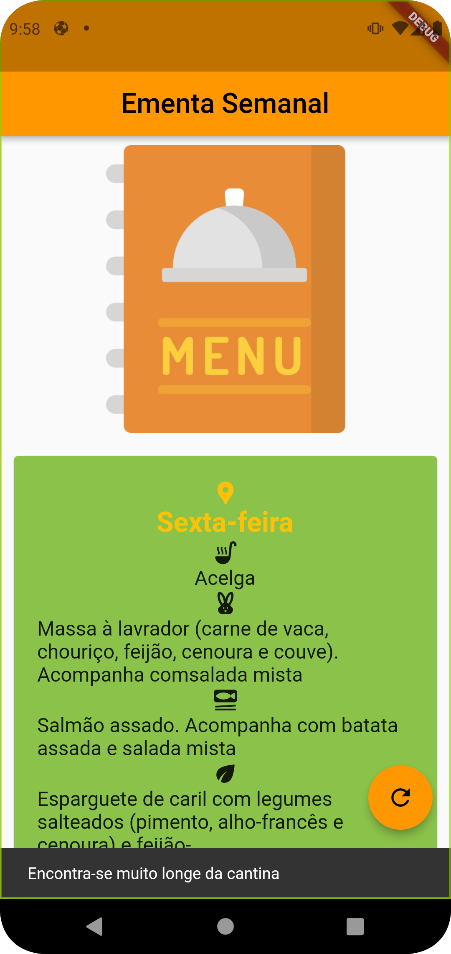 9:58
DEBUG
Ementa Semanal
MENU
Sexta-feira
Acelga
Massa à lavrador (carne de vaca,
chouriço, feijão, cenoura e couve).
Acompanha comsalada mista
Salmão assado. Acompanha com batata
assada e salada mista
Esparguete de caril com legumes
salteados (pimento, alho-francês e
cenoura) e feijão-
Encontra-se muito longe da cantina